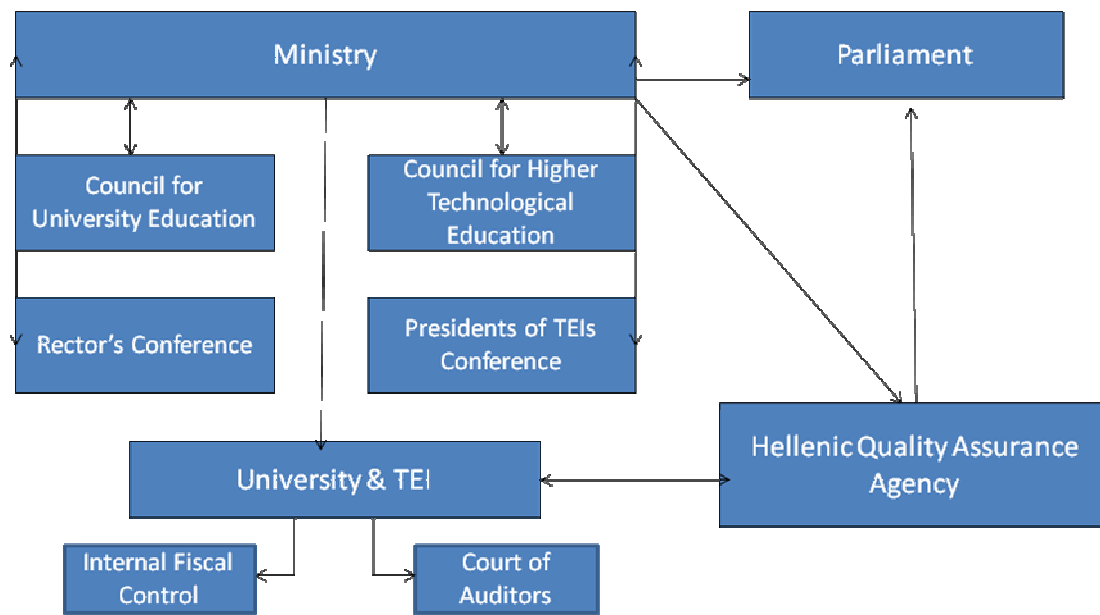 Ministry
Parliament
Council for
University Education
Council for Higher
Technological
Education
Rector's Conference
Presidents of TEIs
Conference
Hellenic Quality Assurance
Agency
University & TEI
Internal Fiscal
Control
Court of
Auditors